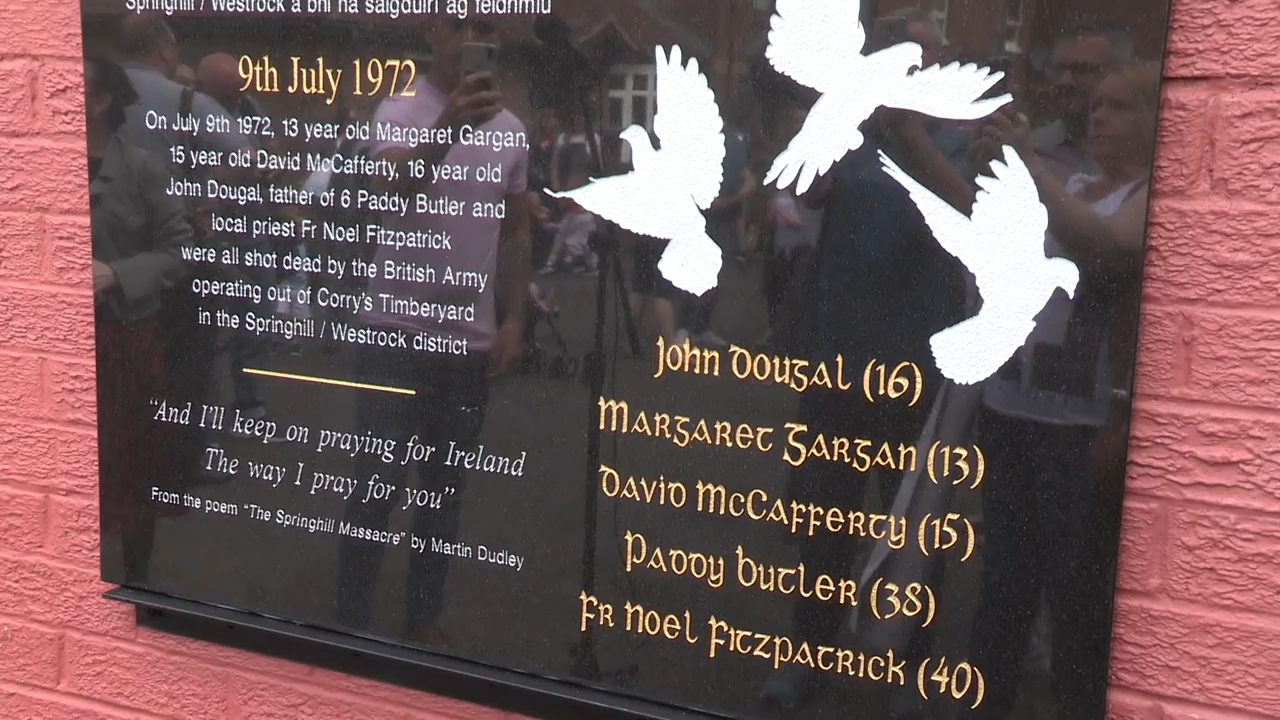 Springhill / Westrock a bhí na saighdiúirí ag feidhmiú
9th July 1972
On July 9th 1972, 13 year old Margaret Gargan,
15 year old David McCafferty, 16 year old
John Dougal, father of 6 Paddy Butler and
local priest Fr Noel Fitzpatrick
were all shot dead by the British Army
operating out of Corry's Timberyard
in the Springhill / Westrock district
“And I'll keep on praying for Ireland
The way I pray for you”
From the poem “The Springhill Massacre” by Martin Dudley
John Dougal (16)
Margaret Gargan (13)
David McCafferty (15)
Paddy Butler (38)
Fr Noel Fitzpatrick (40)